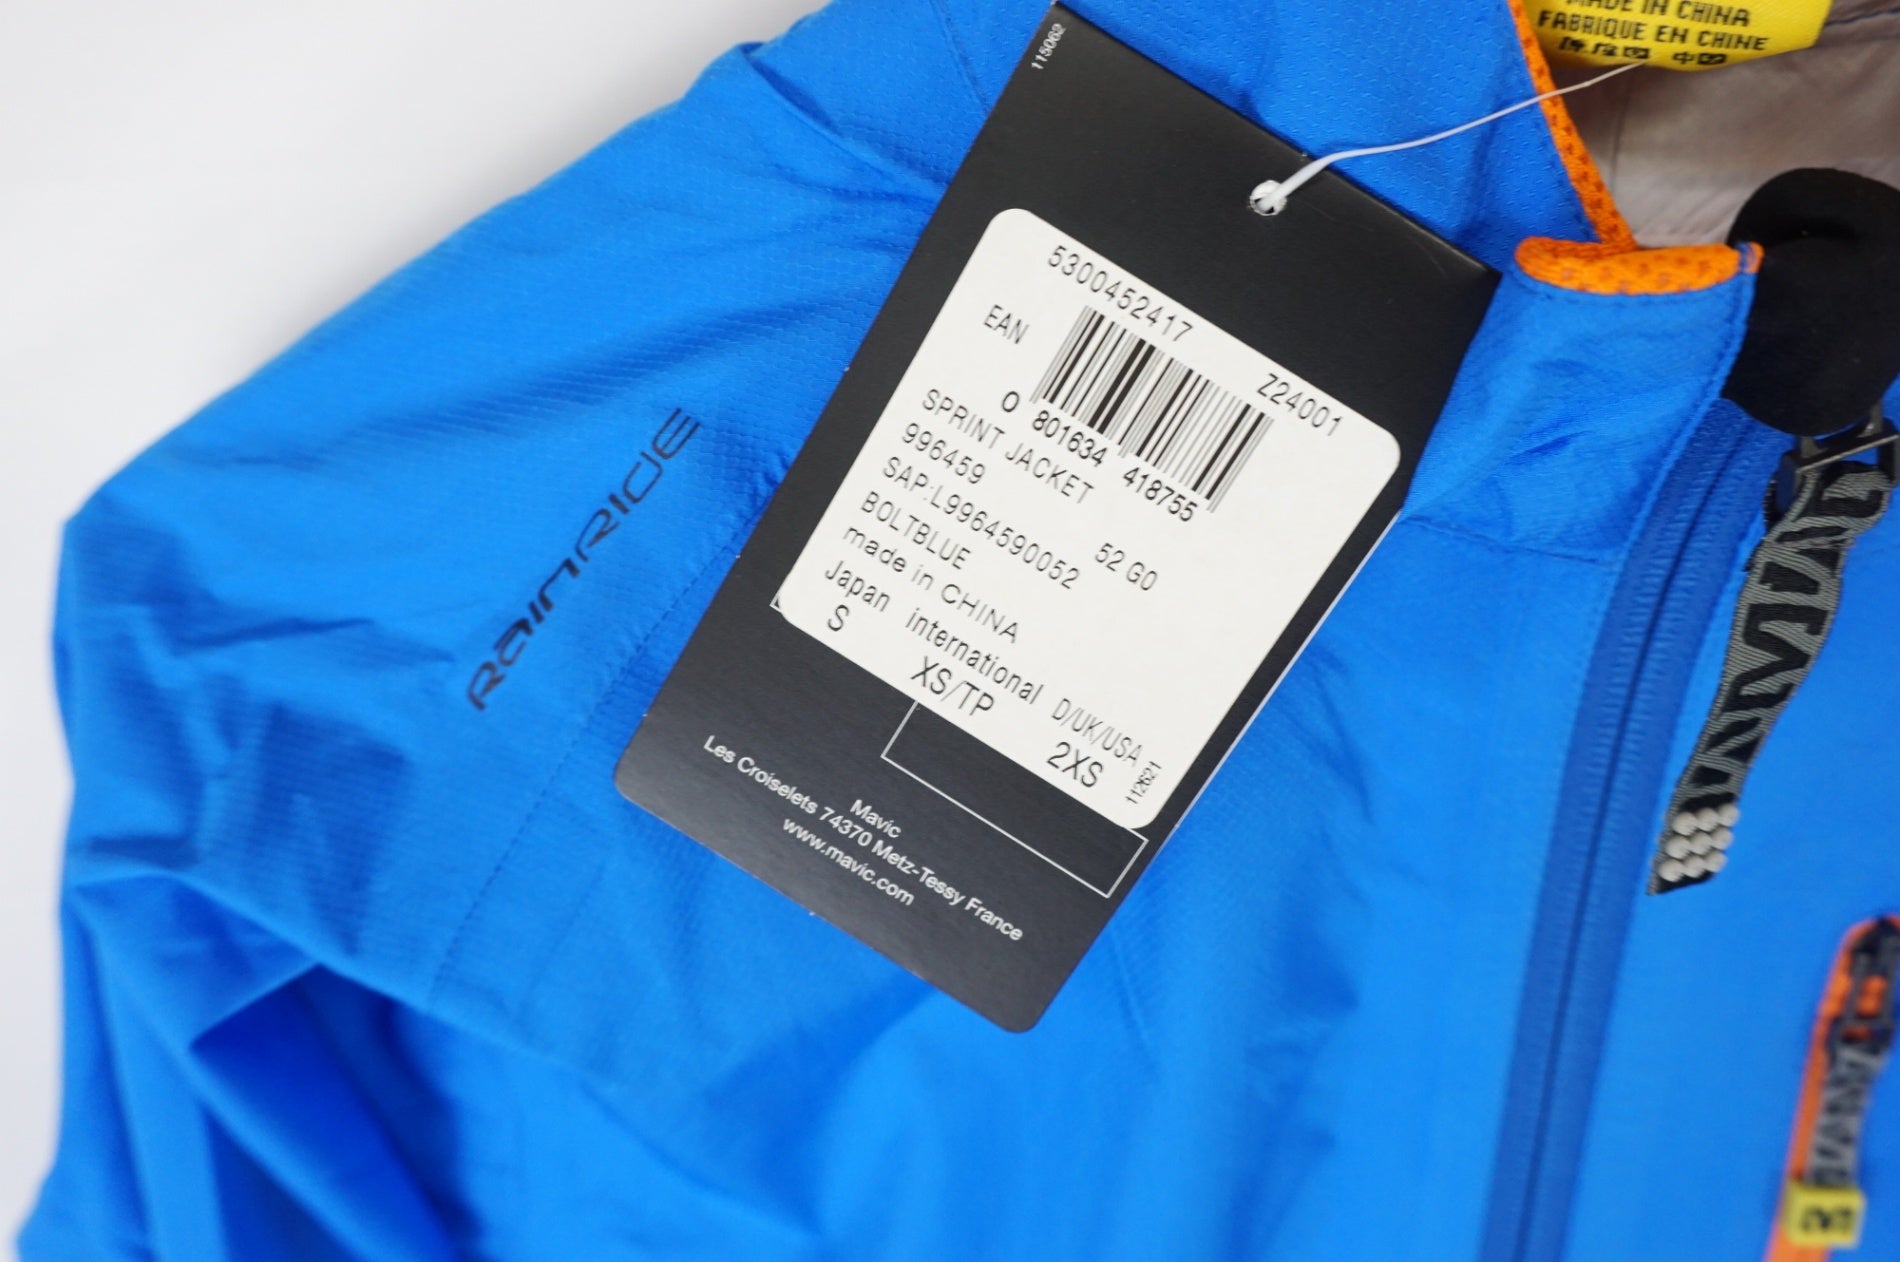 MADE IN CHINA
FABRIQUE EN CHINE
115062
5300452417
Z24001
EAN
0 801634 418755
SPRINT JACKET
996459 52 G0
SAP:L9964590052
BOLTBLUE
made in CHINA
Japan international D/UK/USA
S XS/TP 2XS
112621
Mavic
Les Croiselets 74370 Metz-Tessy France
www.mavic.com
RainRIDE